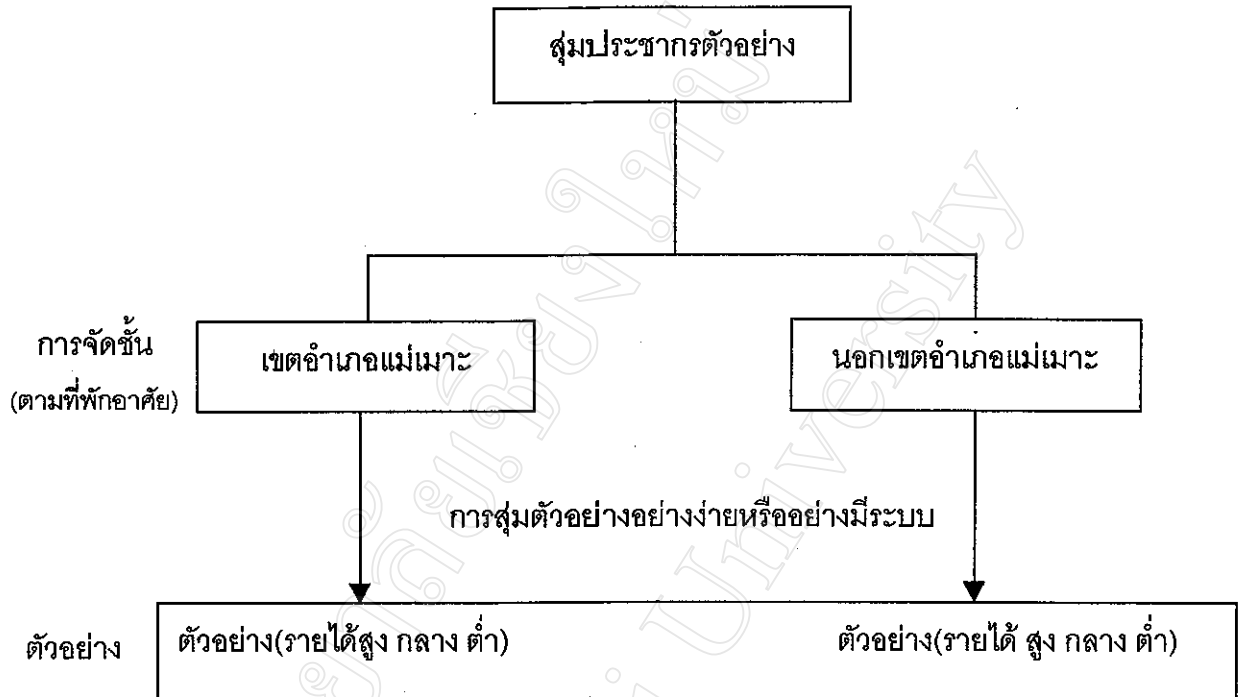 สุ่มประชากรตัวอย่าง
การจัดชั้น
(ตามที่พักอาศัย)
เขตอำเภอแม่เมาะ
นอกเขตอำเภอแม่เมาะ
การสุ่มตัวอย่างอย่างง่ายหรืออย่างมีระบบ
ตัวอย่าง
ตัวอย่าง(รายได้สูง กลาง ต่ำ)
ตัวอย่าง(รายได้ สูง กลาง ต่ำ)
University